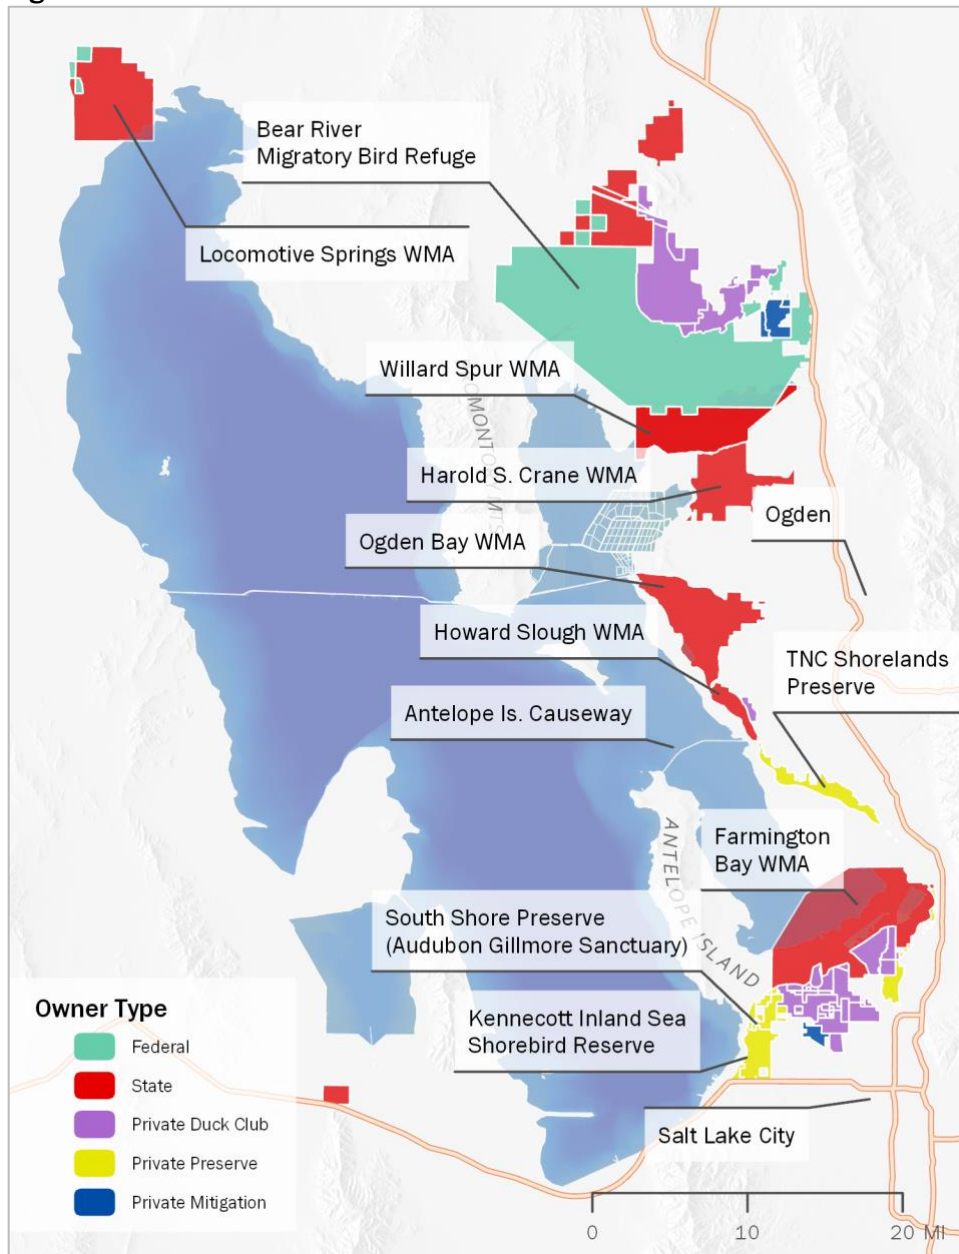 Bear River
Migratory Bird Refuge
Locomotive Springs WMA
Willard Spur WMA
Harold S. Crane WMA
Ogden
Ogden Bay WMA
Howard Slough WMA
TNC Shorelands
Preserve
Antelope Is. Causeway
ANTELOPE ISLAND
Farmington
Bay WMA
South Shore Preserve
(Audubon Gillmore Sanctuary)
Kennecott Inland Sea
Shorebird Reserve
Salt Lake City
Owner Type
Federal
State
Private Duck Club
Private Preserve
Private Mitigation
0 10 20 MI